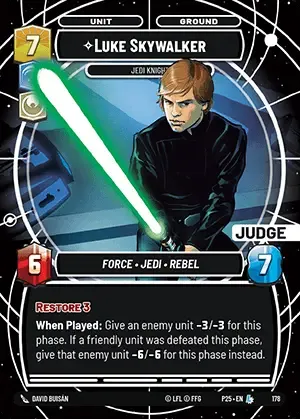 UNIT
GROUND
7
✧LUKE SKYWALKER
JEDI KNIGHT
JUDGE
6
FORCE • JEDI • REBEL
7
RESTORE 3
When Played: Give an enemy unit -3/-3 for this
phase. If a friendly unit was defeated this phase,
give that enemy unit -6/-6 for this phase instead.
DAVID BUISÁN
© LFL © FFG
P25 • EN
178